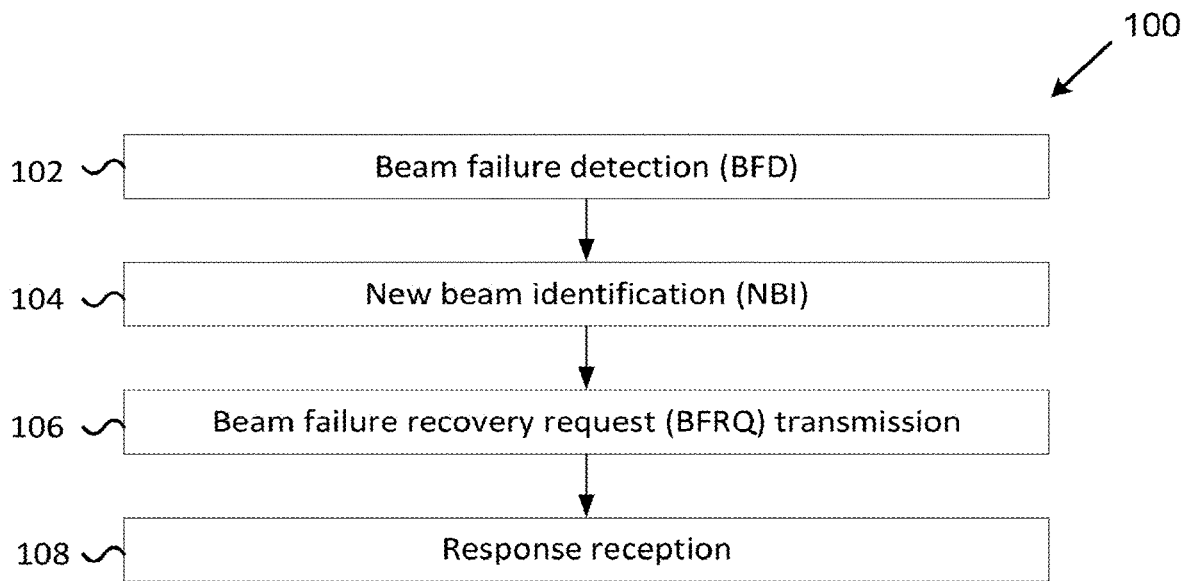 100
102 Beam failure detection (BFD)
104 New beam identification (NBI)
106 Beam failure recovery request (BFRQ) transmission
108 Response reception